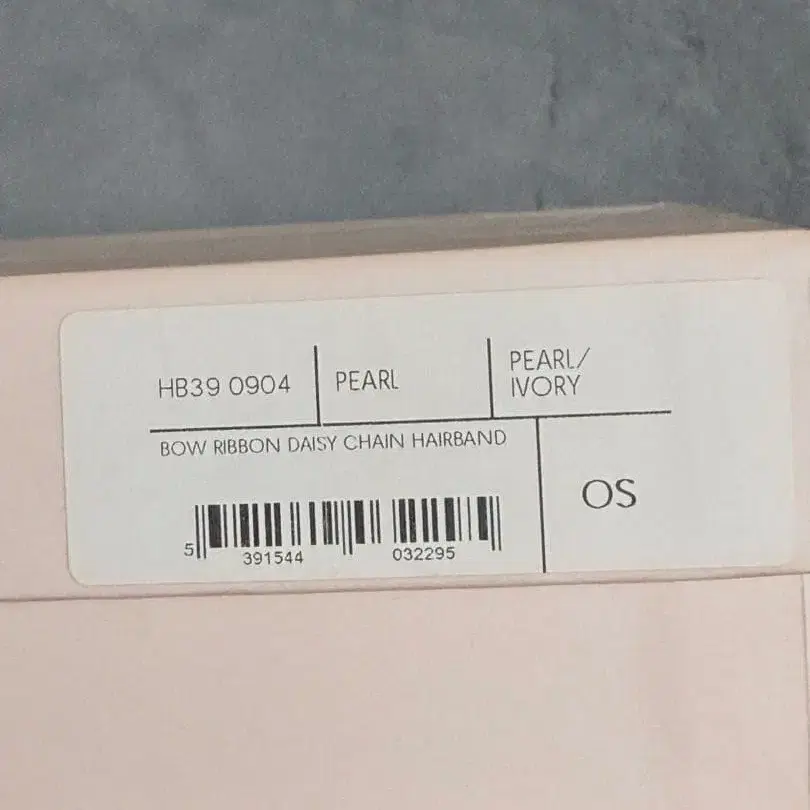 HB39 0904
PEARL
PEARL/
IVORY
BOW RIBBON DAISY CHAIN HAIRBAND
OS
5 391544 032295